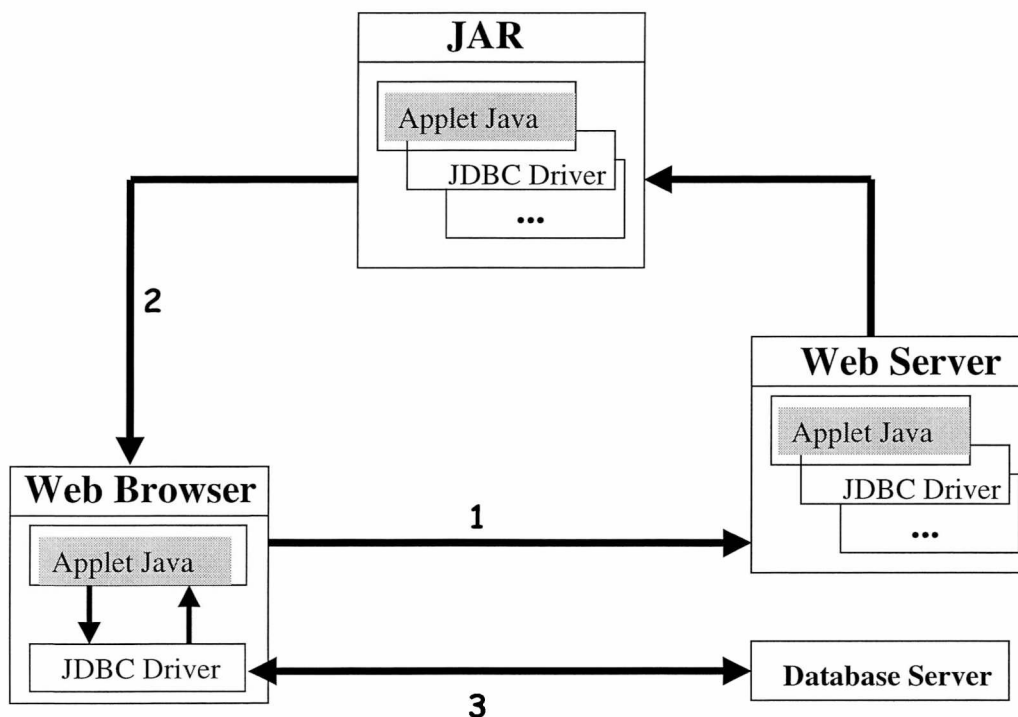 JAR
Applet Java
JDBC Driver
...
2
Web Server
Applet Java
JDBC Driver
...
Web Browser
1
Applet Java
JDBC Driver
3
Database Server